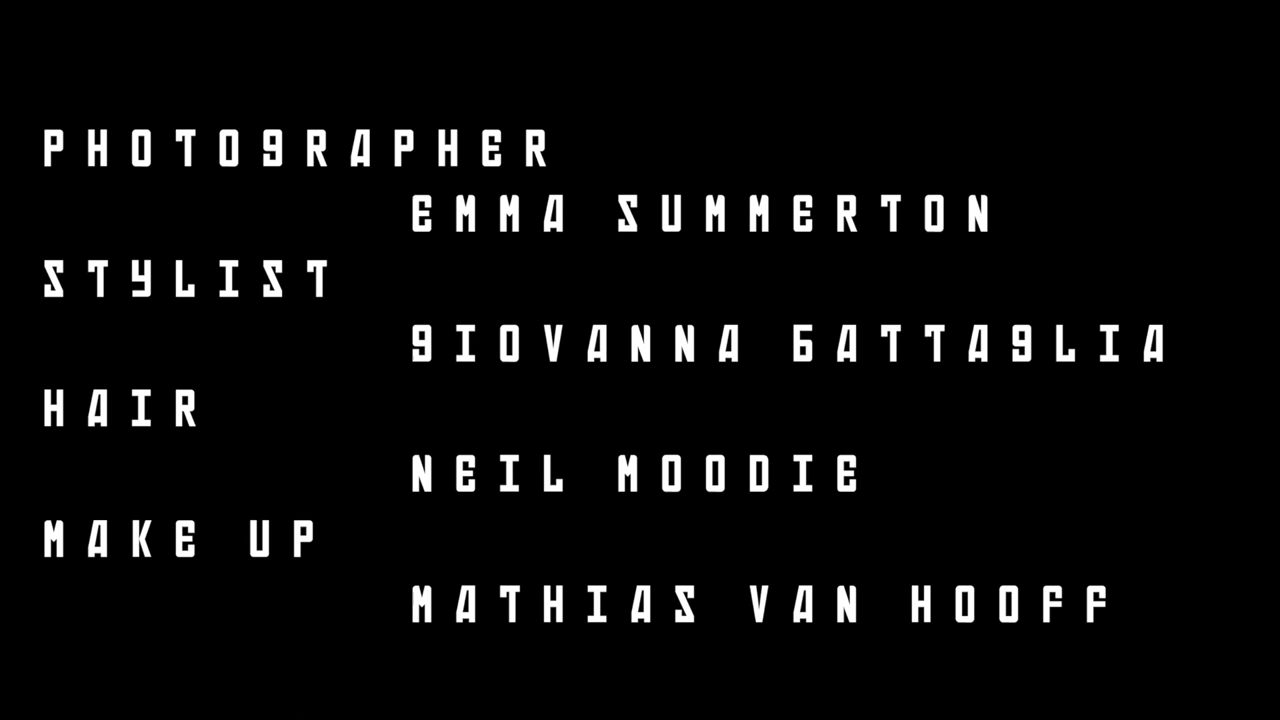 PHOTOGRAPHER
EMMA SUMMERTON
STYLIST
GIOVANNA BATTAGLIA
HAIR
NEIL MOODIE
MAKE UP
MATHIAS VAN HOOFF